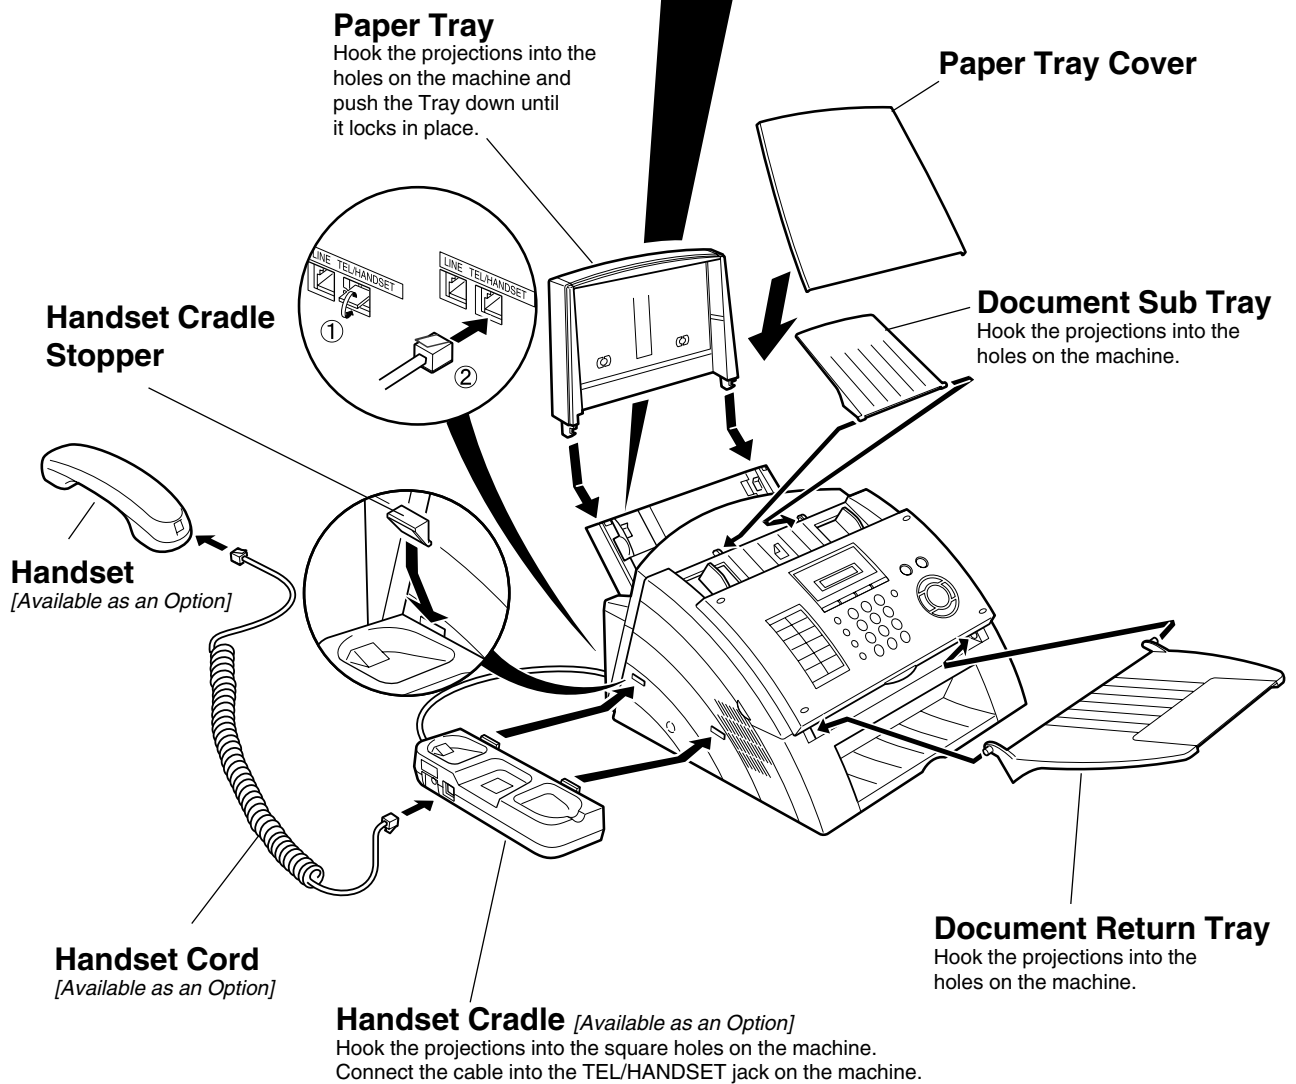 Paper Tray
Hook the projections into the
holes on the machine and
push the Tray down until
it locks in place.
Paper Tray Cover
LINE TEL/HANDSET
LINE TEL/HANDSET
①
②
Document Sub Tray
Hook the projections into the
holes on the machine.
Handset Cradle
Stopper
Handset
[Available as an Option]
Handset Cord
[Available as an Option]
Document Return Tray
Hook the projections into the
holes on the machine.
Handset Cradle [Available as an Option]
Hook the projections into the square holes on the machine.
Connect the cable into the TEL/HANDSET jack on the machine.